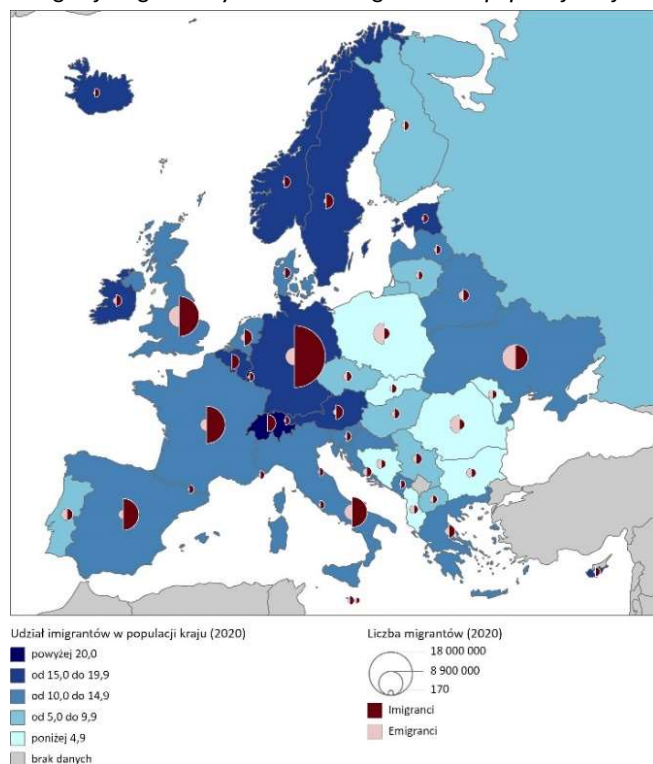 Udział imigrantów w populacji kraju (2020)
powyżej 20,0
od 15,0 do 19,9
od 10,0 do 14,9
od 5,0 do 9,9
poniżej 4,9
brak danych
Liczba migrantów (2020)
18 000 000
8 900 000
170
Imigranci
Emigranci